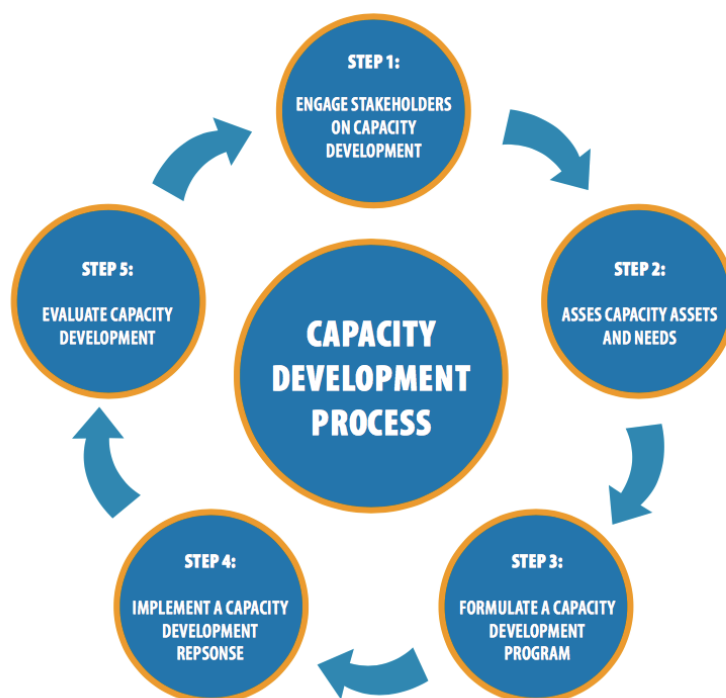 STEP 1:
ENGAGE STAKEHOLDERS
ON CAPACITY
DEVELOPMENT
STEP 2:
ASSES CAPACITY ASSETS
AND NEEDS
STEP 3:
FORMULATE A CAPACITY
DEVELOPMENT
PROGRAM
STEP 4:
IMPLEMENT A CAPACITY
DEVELOPMENT
REPSONSE
STEP 5:
EVALUATE CAPACITY
DEVELOPMENT
CAPACITY
DEVELOPMENT
PROCESS